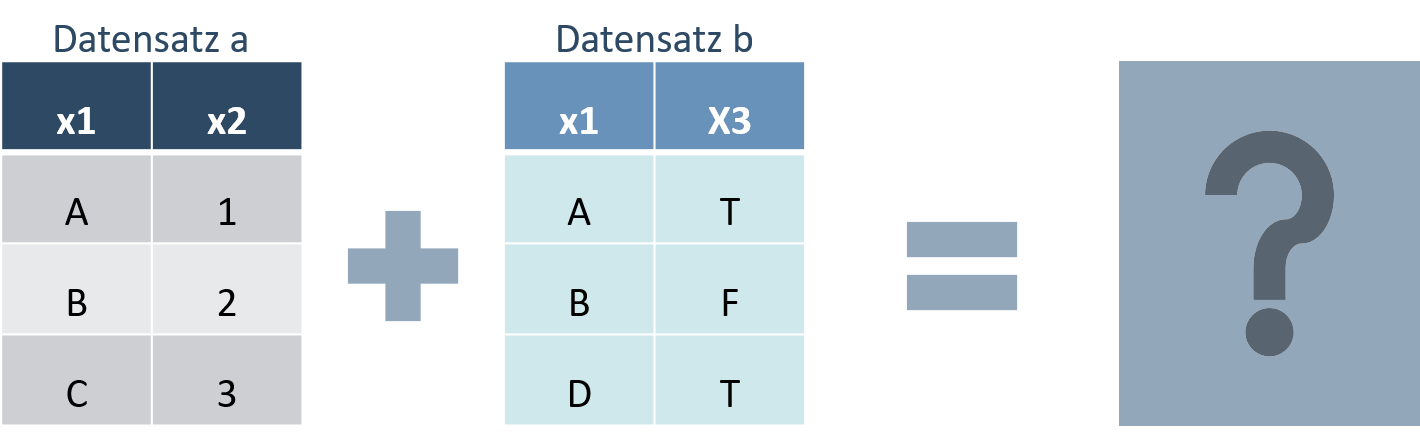 Datensatz a
x1 x2
A 1
B 2
C 3
Datensatz b
x1 X3
A T
B F
D T
?